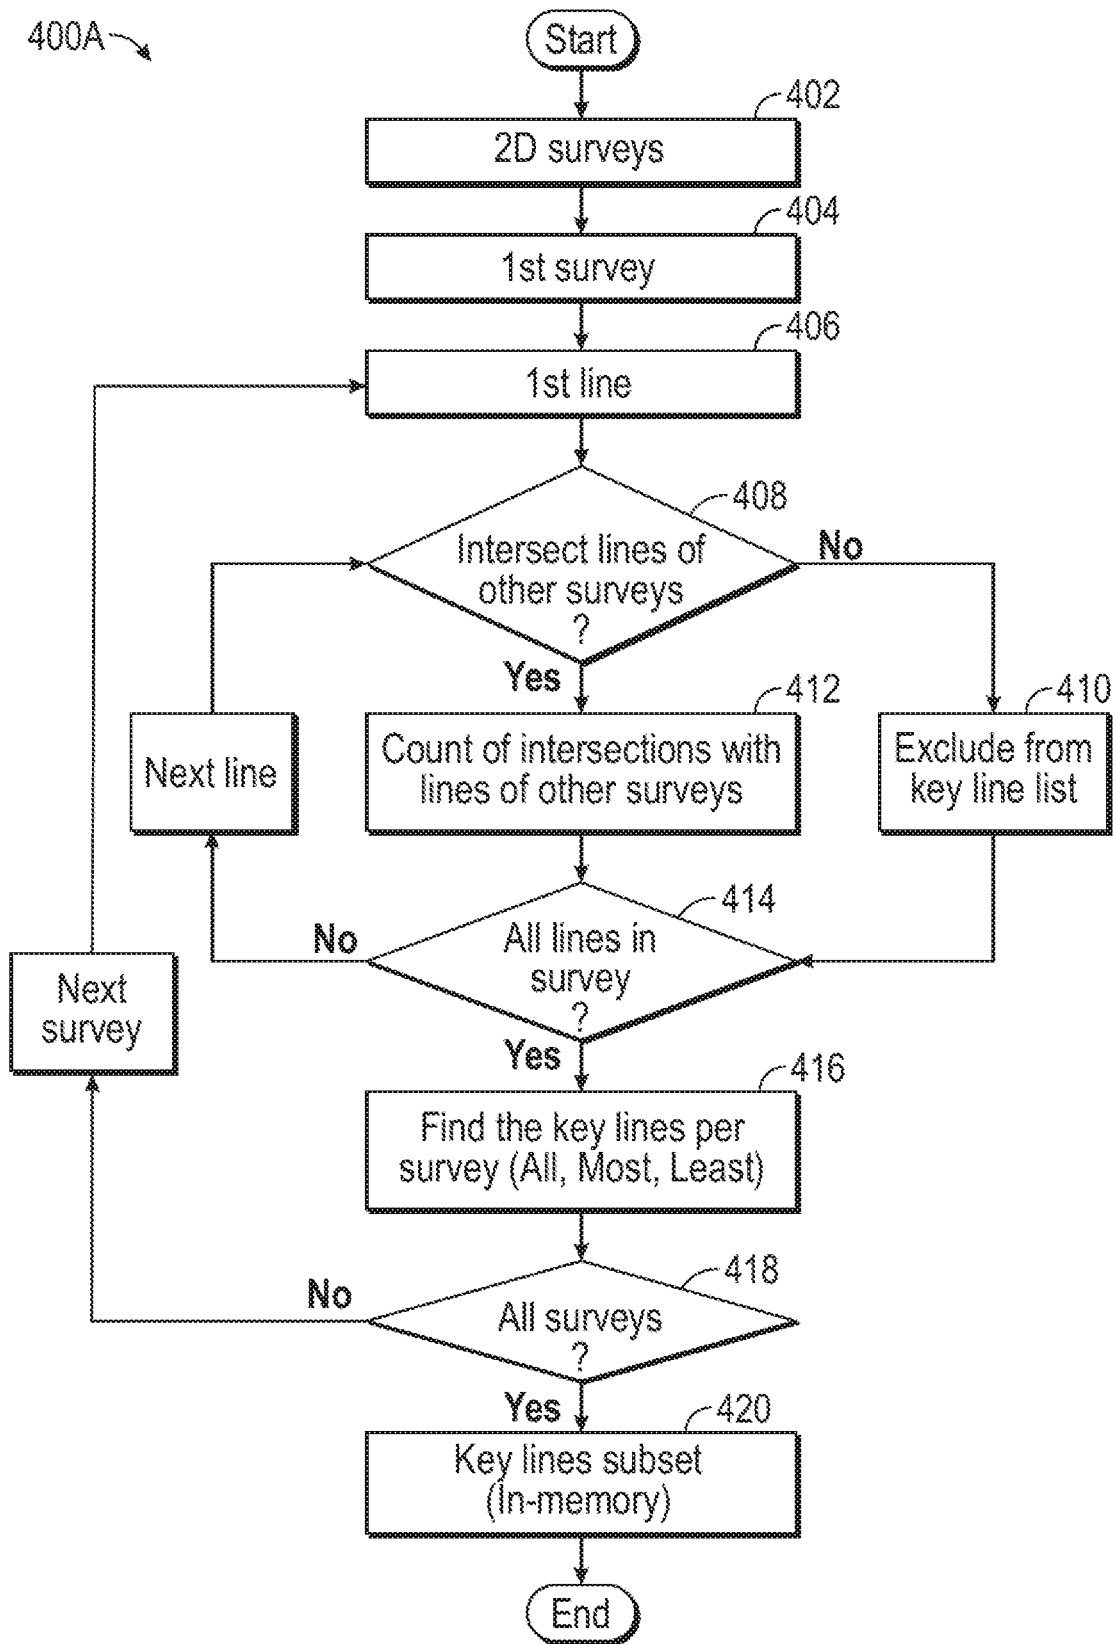 400A
Start
402
2D surveys
404
1st survey
406
1st line
408
Intersect lines of
other surveys
?
No
Yes
412
Count of intersections with
lines of other surveys
410
Exclude from
key line list
Next line
414
All lines in
survey
?
No
Yes
Next
survey
416
Find the key lines per
survey (All, Most, Least)
418
All surveys
?
No
Yes
420
Key lines subset
(In-memory)
End